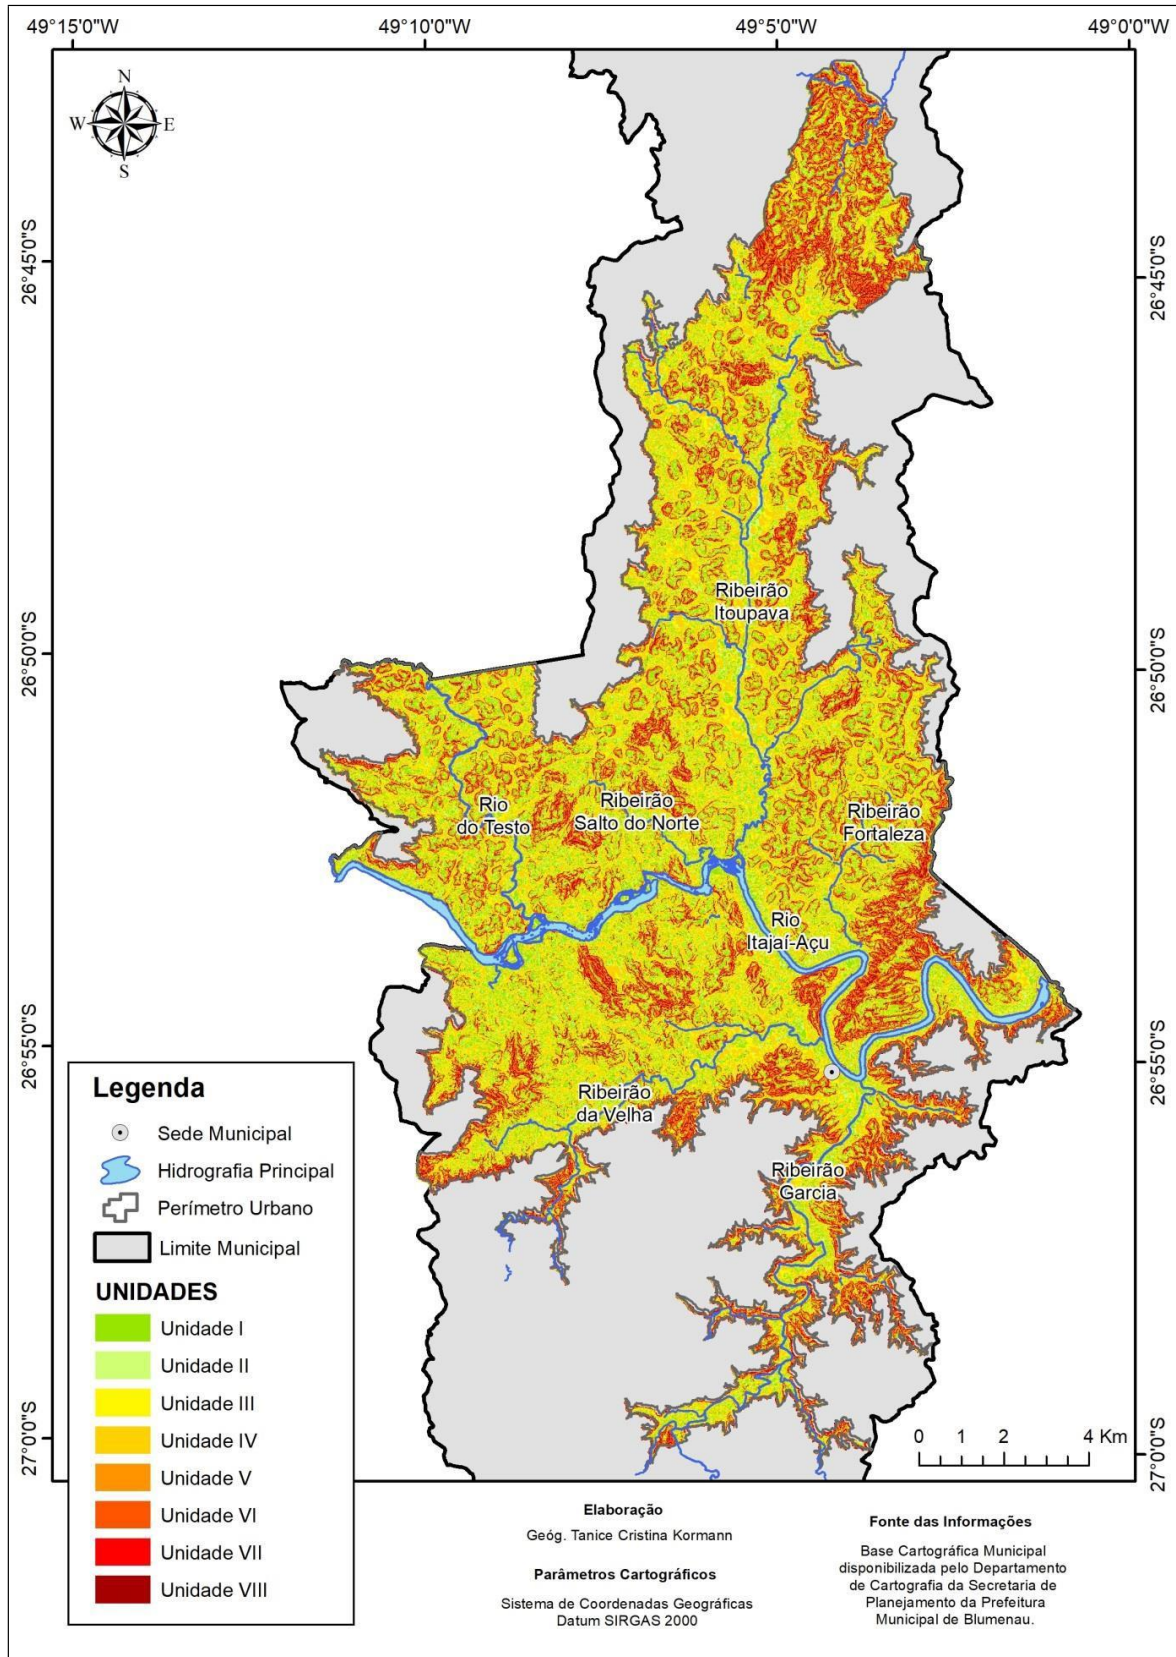 49°15'0"W
49°10'0"W
49°5'0"W
49°0'0"W
N
W
E
S
26°45'0"S
26°45'0"S
Ribeirão
Itoupava
26°50'0"S
26°50'0"S
Rio
do Testo
Ribeirão
Salto do Norte
Ribeirão
Fortaleza
Rio
Itajaí-Açu
26°55'0"S
26°55'0"S
Ribeirão
da Velha
Ribeirão
Garcia
27°0'0"S
27°0'0"S
Legenda
Sede Municipal
Hidrografia Principal
Perímetro Urbano
Limite Municipal
UNIDADES
Unidade I
Unidade II
Unidade III
Unidade IV
Unidade V
Unidade VI
Unidade VII
Unidade VIII
0 1 2 4 Km
Elaboração
Geóg. Tanice Cristina Kormann
Parâmetros Cartográficos
Sistema de Coordenadas Geográficas
Datum SIRGAS 2000
Fonte das Informações
Base Cartográfica Municipal
disponibilizada pelo Departamento
de Cartografia da Secretaria de
Planejamento da Prefeitura
Municipal de Blumenau.